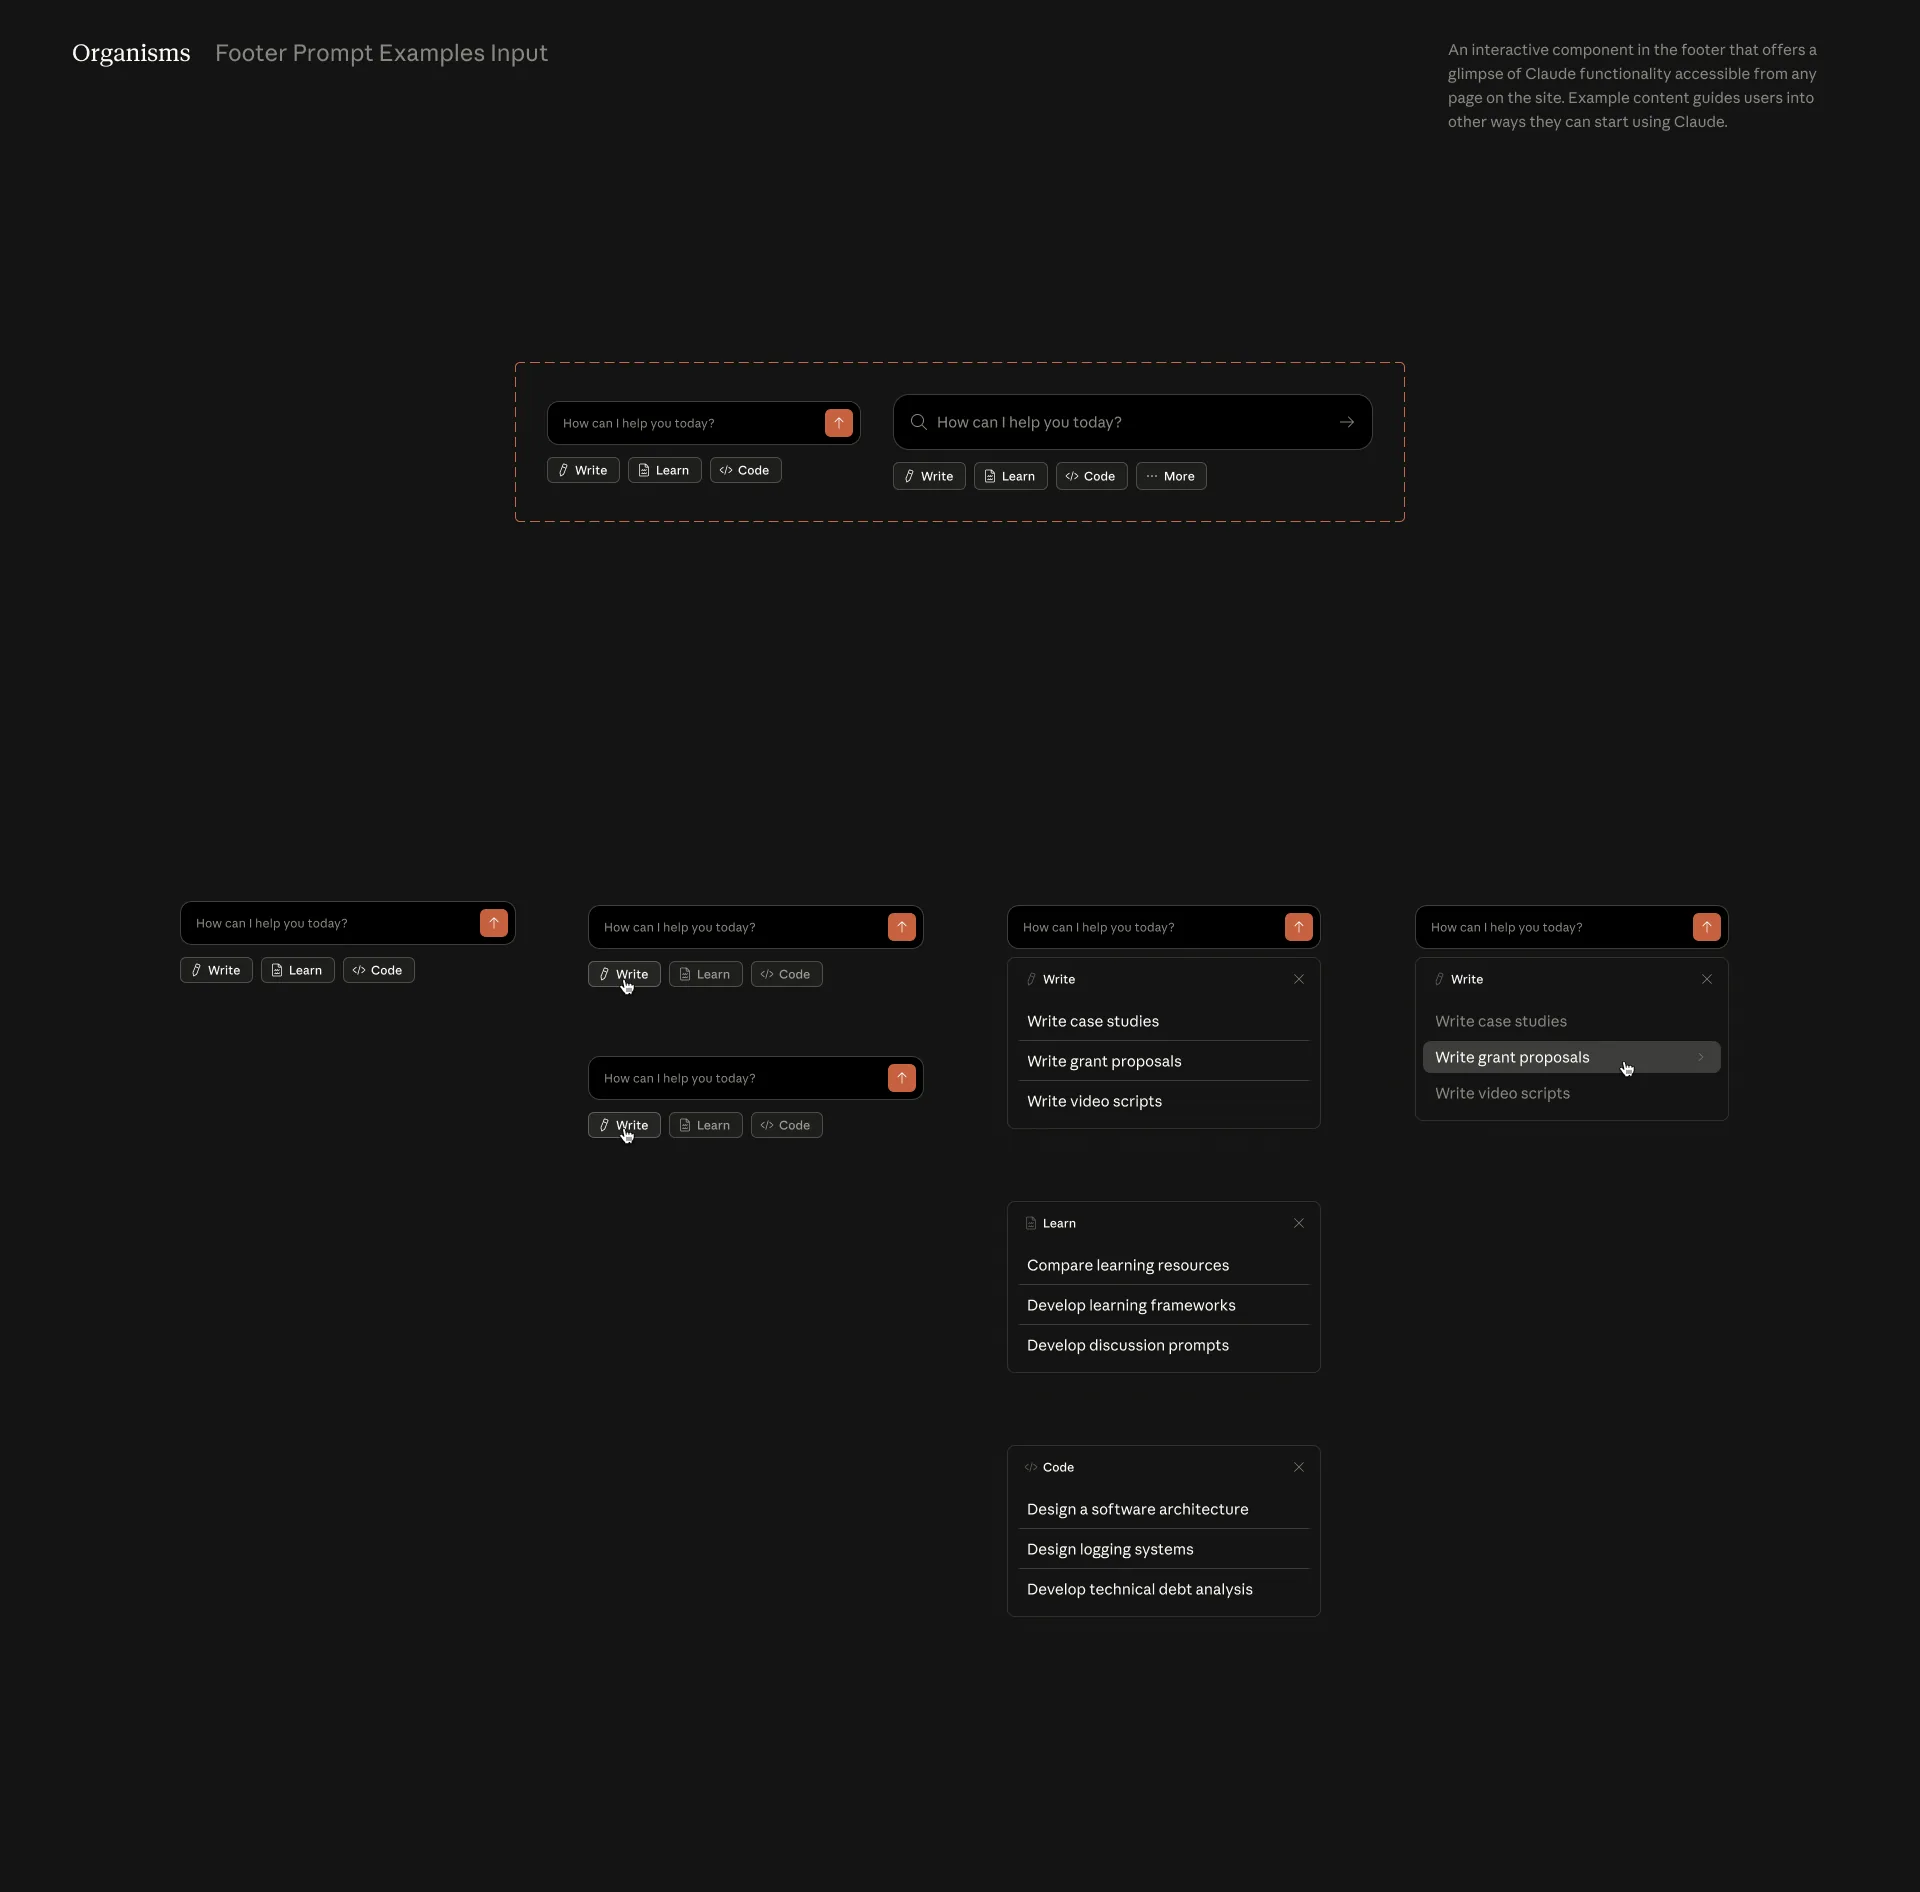 Organisms
Footer Prompt Examples Input
An interactive component in the footer that offers a
glimpse of Claude functionality accessible from any
page on the site. Example content guides users into
other ways they can start using Claude.
How can I help you today?
Write
Learn
Code
How can I help you today?
Write
Learn
Code
More
How can I help you today?
Write
Learn
Code
How can I help you today?
Write
Learn
Code
How can I help you today?
Write
Learn
Code
How can I help you today?
Write
Write case studies
Write grant proposals
Write video scripts
Learn
Compare learning resources
Develop learning frameworks
Develop discussion prompts
Code
Design a software architecture
Design logging systems
Develop technical debt analysis
How can I help you today?
Write
Write case studies
Write grant proposals
Write video scripts